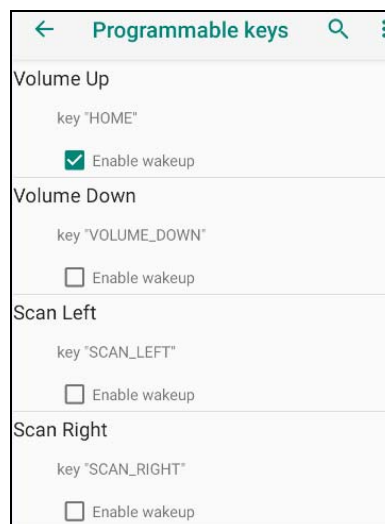 Programmable keys
Volume Up
key "HOME"
Enable wakeup
Volume Down
key "VOLUME_DOWN"
Enable wakeup
Scan Left
key "SCAN_LEFT"
Enable wakeup
Scan Right
key "SCAN_RIGHT"
Enable wakeup